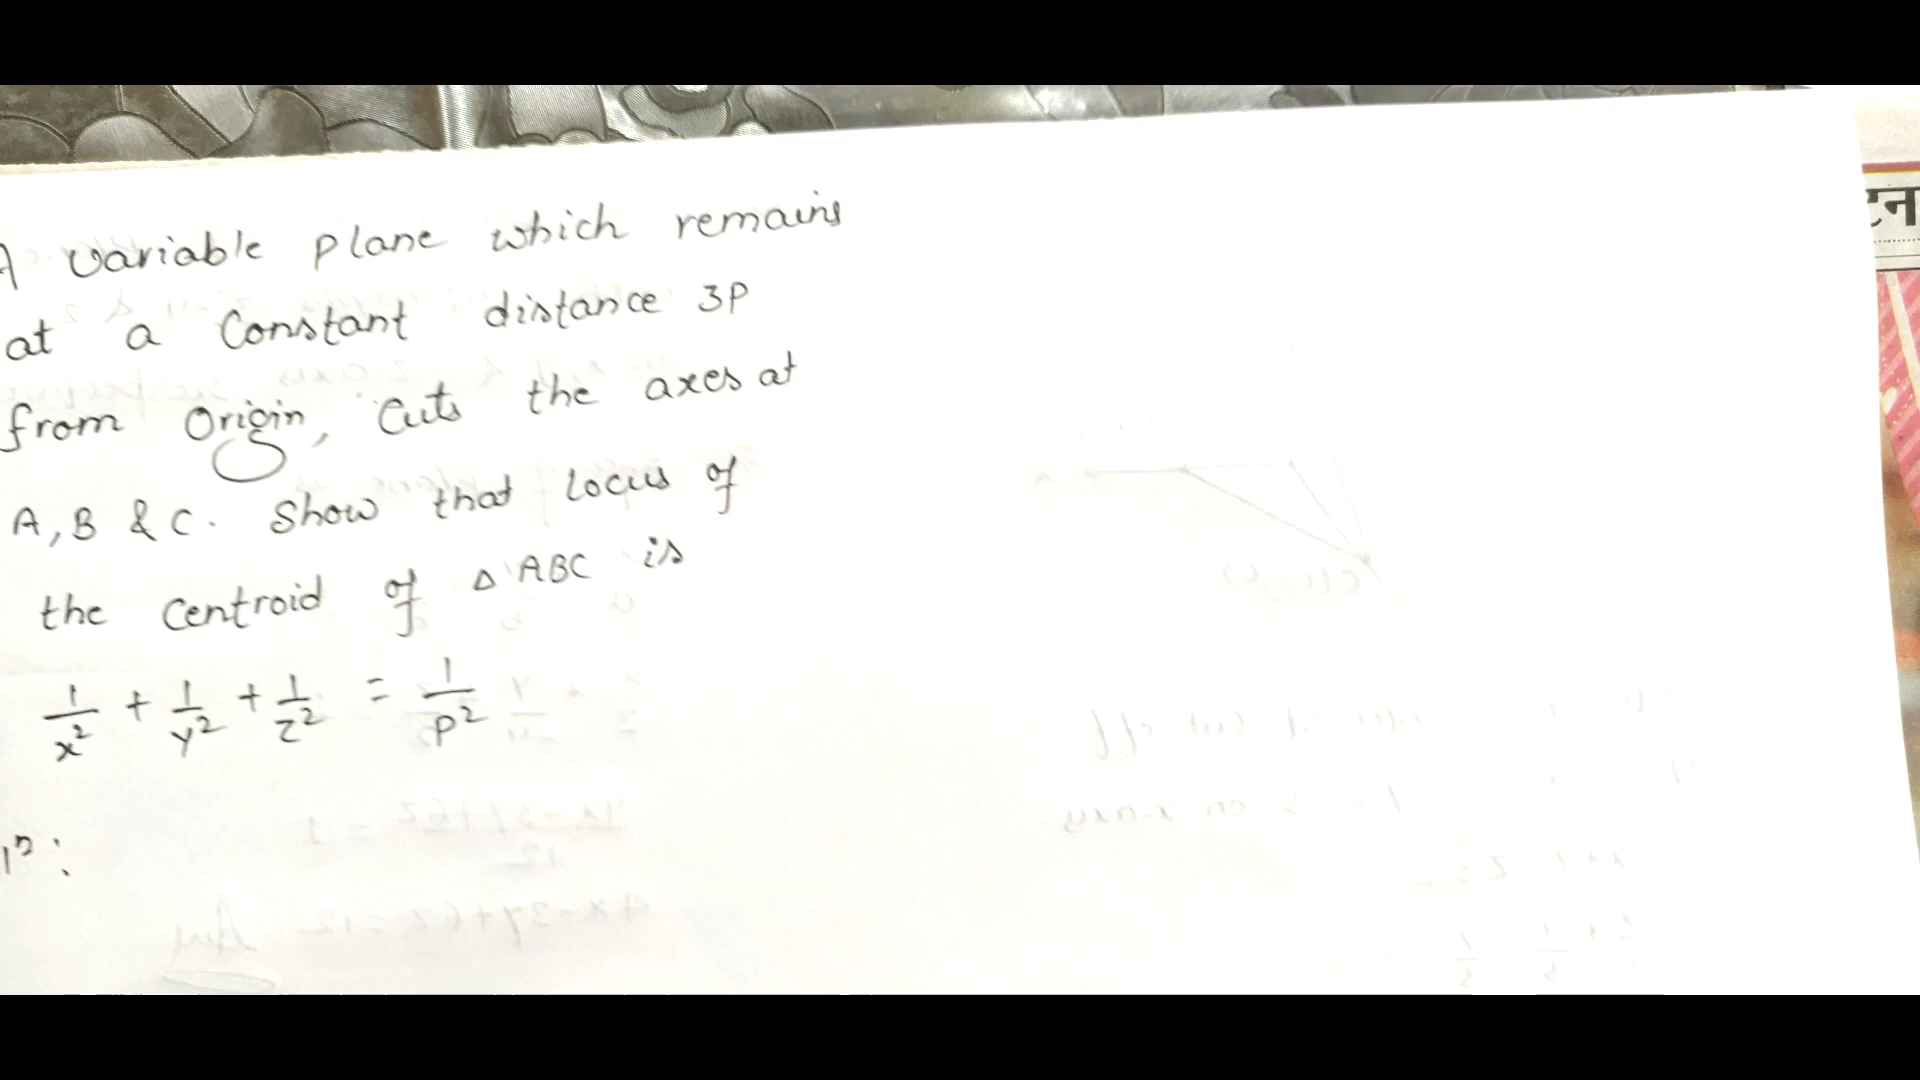 A variable plane which remains
at a Constant distance 3P
from Origin, Cuts the axes at
A, B & C. Show that Locus of
the Centroid of △ ABC is
1/x² + 1/y² + 1/z² = 1/P²
टन